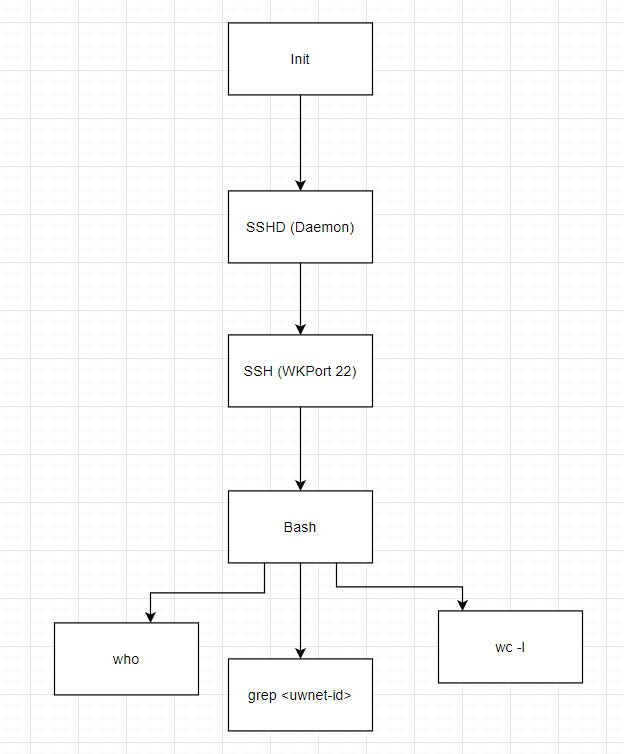 Init
SSHD (Daemon)
SSH (WKPort 22)
Bash
who
grep <uwnet-id>
wc -l